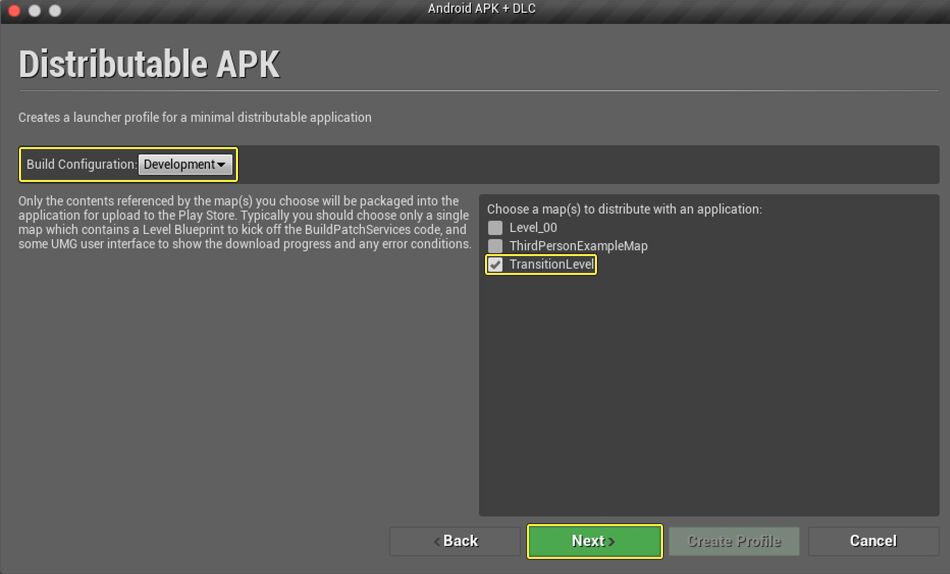 Android APK + DLC
Distributable APK
Creates a launcher profile for a minimal distributable application
Build Configuration: Development
Only the contents referenced by the map(s) you choose will be packaged into the
application for upload to the Play Store. Typically you should choose only a single
map which contains a Level Blueprint to kick off the BuildPatchServices code, and
some UMG user interface to show the download progress and any error conditions.
Choose a map(s) to distribute with an application:
Level_00
ThirdPersonExampleMap
TransitionLevel
< Back
Next >
Create Profile
Cancel